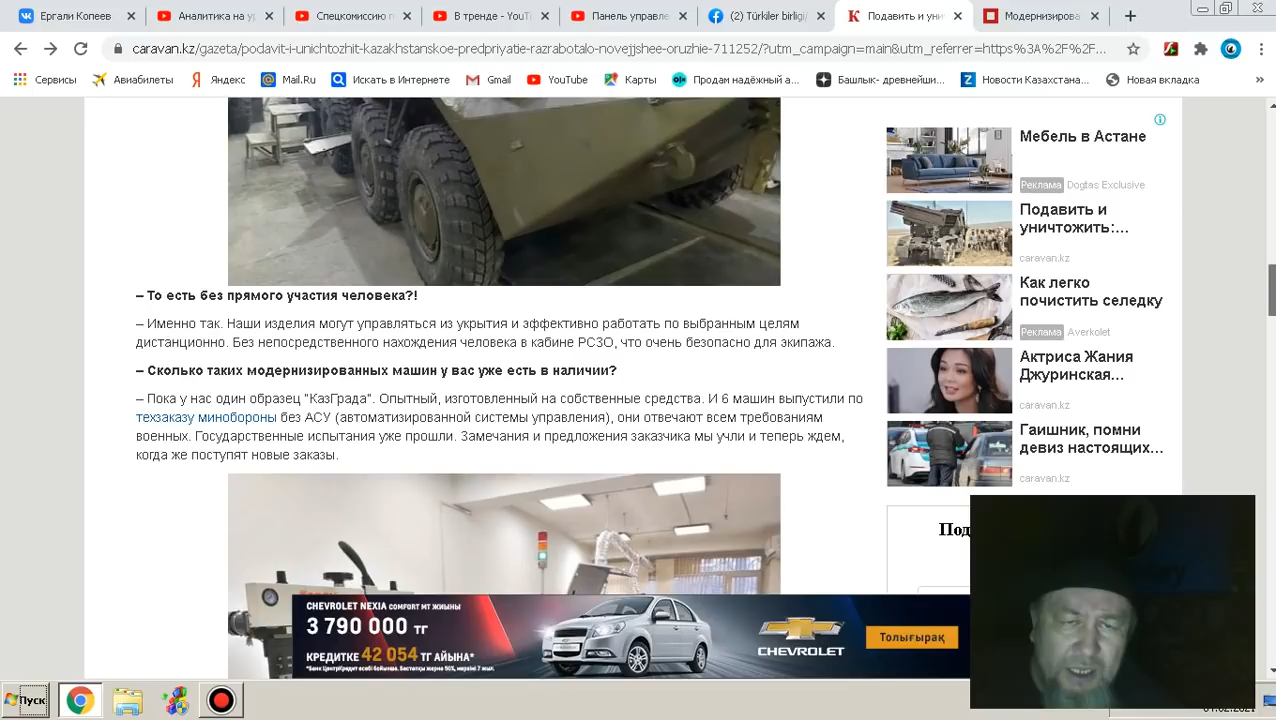 Ергали Копеев
Аналитика на у
Спецкомиссию г
В тренде - YouT
Панель управле
(2) Türkiler birligi/
Подавить и уни
Модернизирова
caravan.kz/gazeta/podavit-i-unichtozhit-kazakhstanskoe-predpriyatie-razrabotalo-novejjshee-oruzhie-711252/?utm_campaign=main&utm_referrer=https%3A%2F%2F...
Сервисы
Авиабилеты
Яндекс
Mail.Ru
Искать в Интернете
Gmail
YouTube
Карты
Продам надёжный а...
Башлык- древнейши...
Новости Казахстана...
Новая вкладка
– То есть без прямого участия человека?!
– Именно так. Наши изделия могут управляться из укрытия и эффективно работать по выбранным целям
дистанционно. Без непосредственного нахождения человека в кабине РСЗО, что очень безопасно для экипажа.
– Сколько таких модернизированных машин у вас уже есть в наличии?
– Пока у нас один образец "КазГрада". Опытный, изготовленный на собственные средства. И 6 машин выпустили по
техзаказу минобороны без АСУ (автоматизированной системы управления), они отвечают всем требованиям
военных. Государственные испытания уже прошли. Замечания и предложения заказчика мы учли и теперь ждем,
когда же поступят новые заказы.
Мебель в Астане
Реклама Dogtas Exclusive
Подавить и
уничтожить:...
caravan.kz
Как легко
почистить селедку
Реклама Averkolet
Актриса Жания
Джуринская...
caravan.kz
Гаишник, помни
девиз настоящих...
caravan.kz
CHEVROLET NEXIA COMFORT MT ЖИЫНЫ
3 790 000 ТГ
КРЕДИТКЕ 42 054 ТГ АЙЫНА*
CHEVROLET
Толығырақ
Пуск